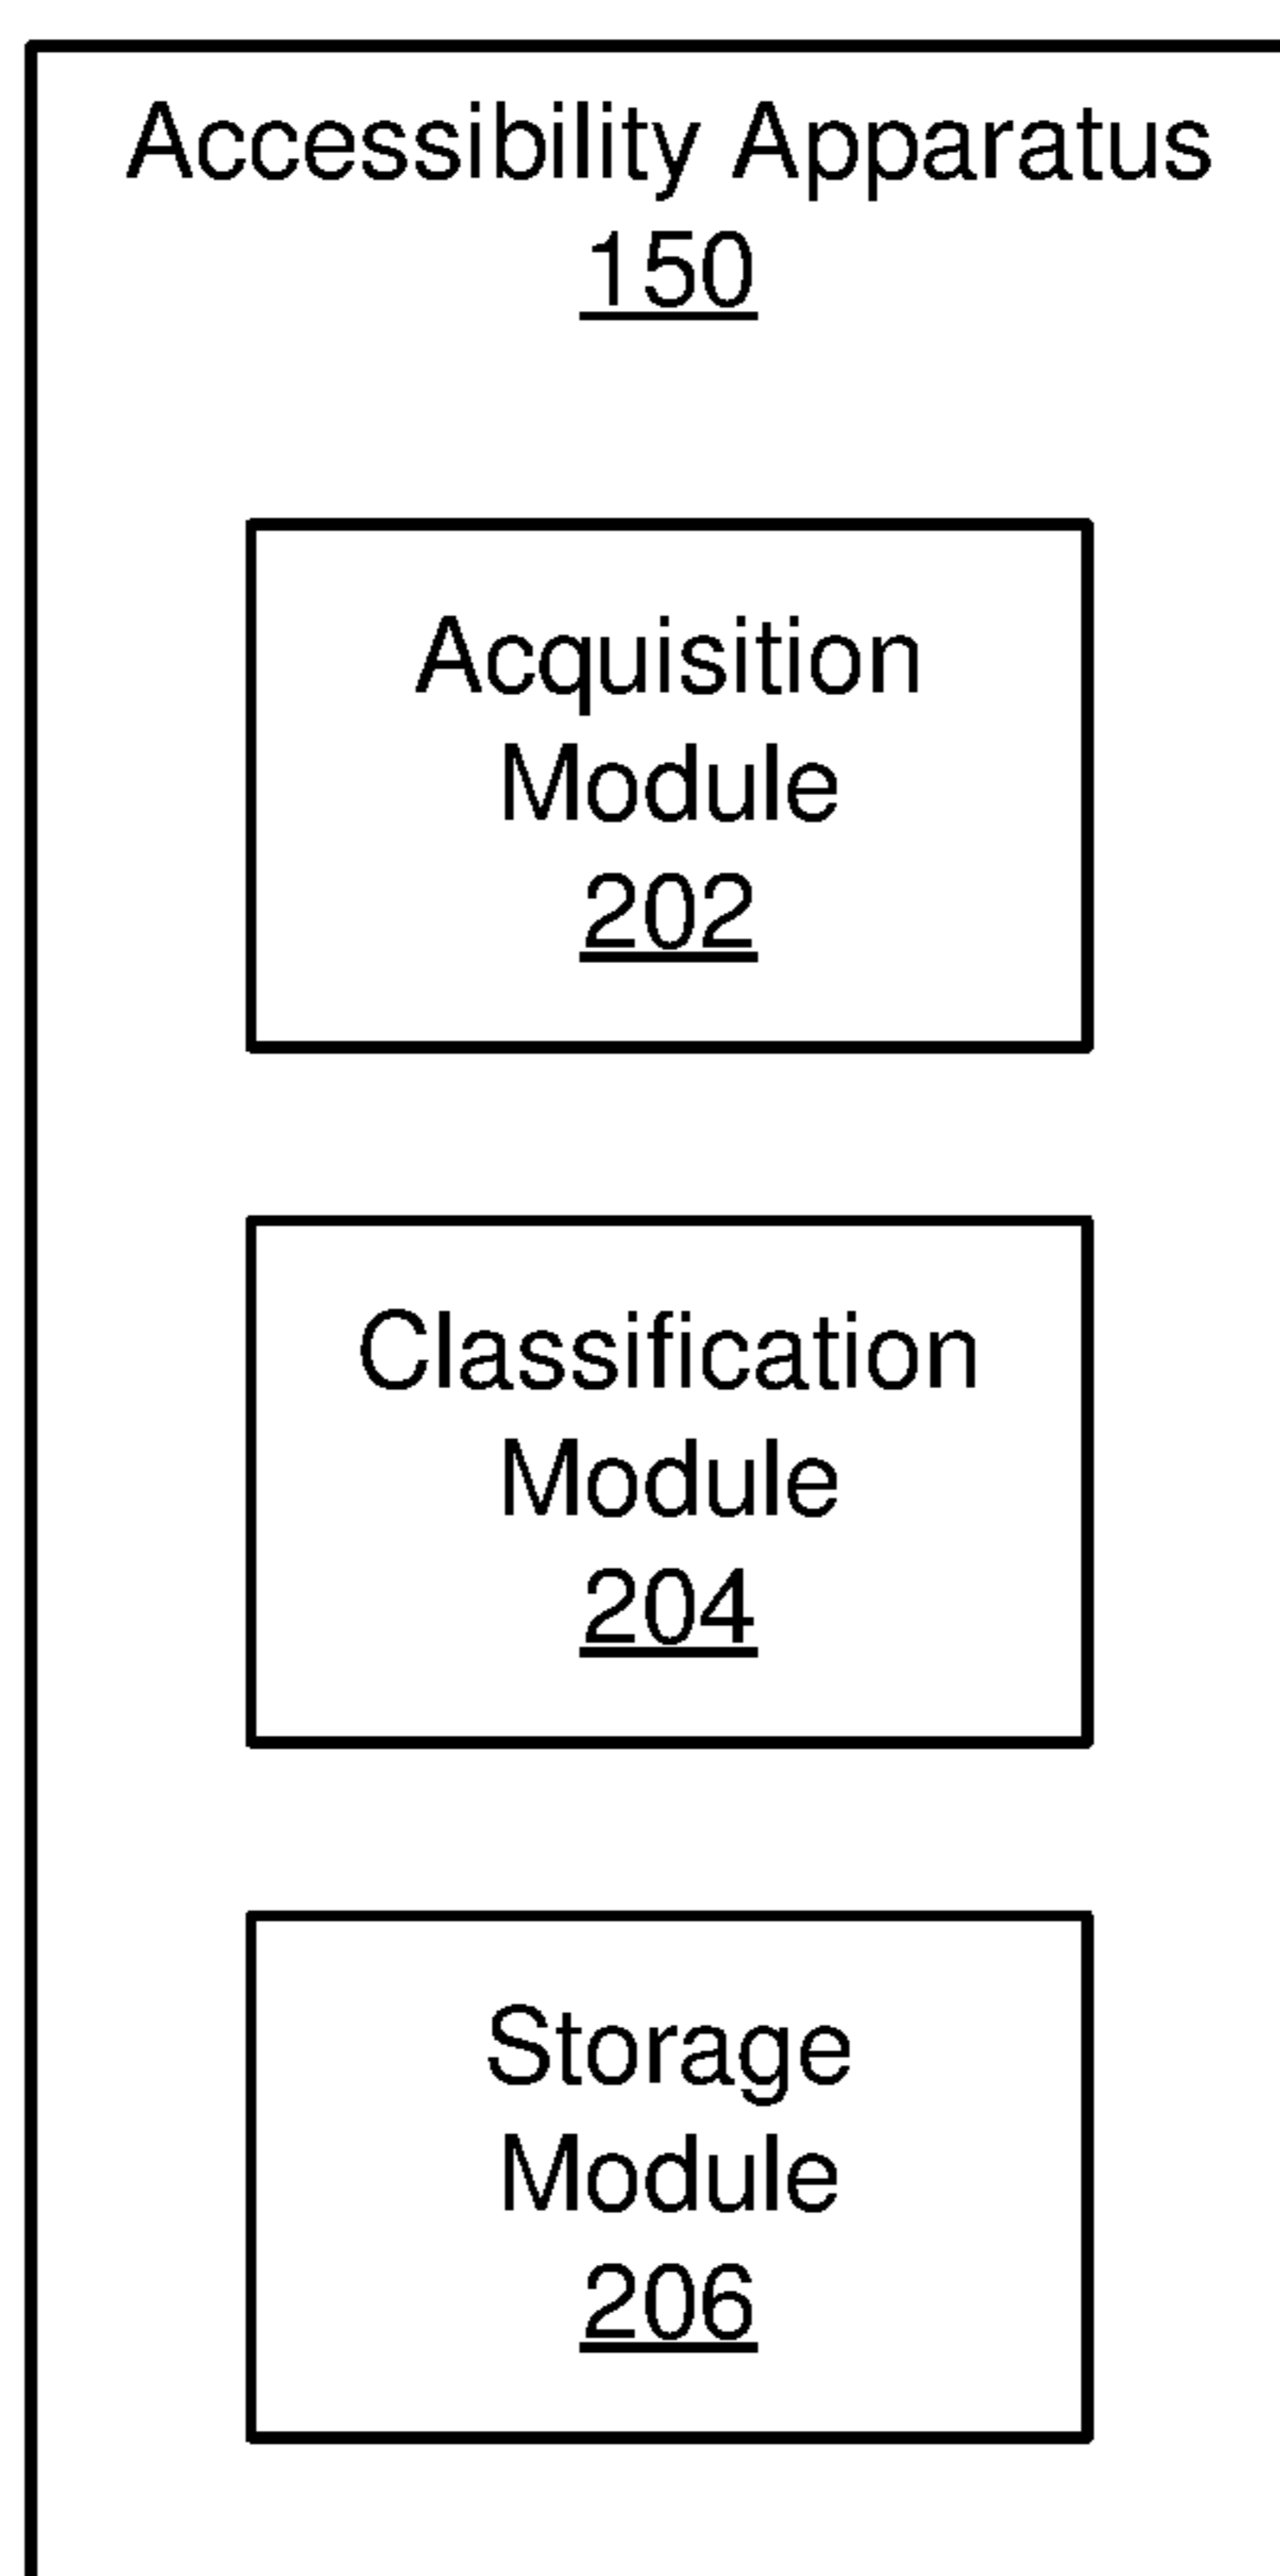 Accessibility Apparatus
150
Acquisition
Module
202
Classification
Module
204
Storage
Module
206